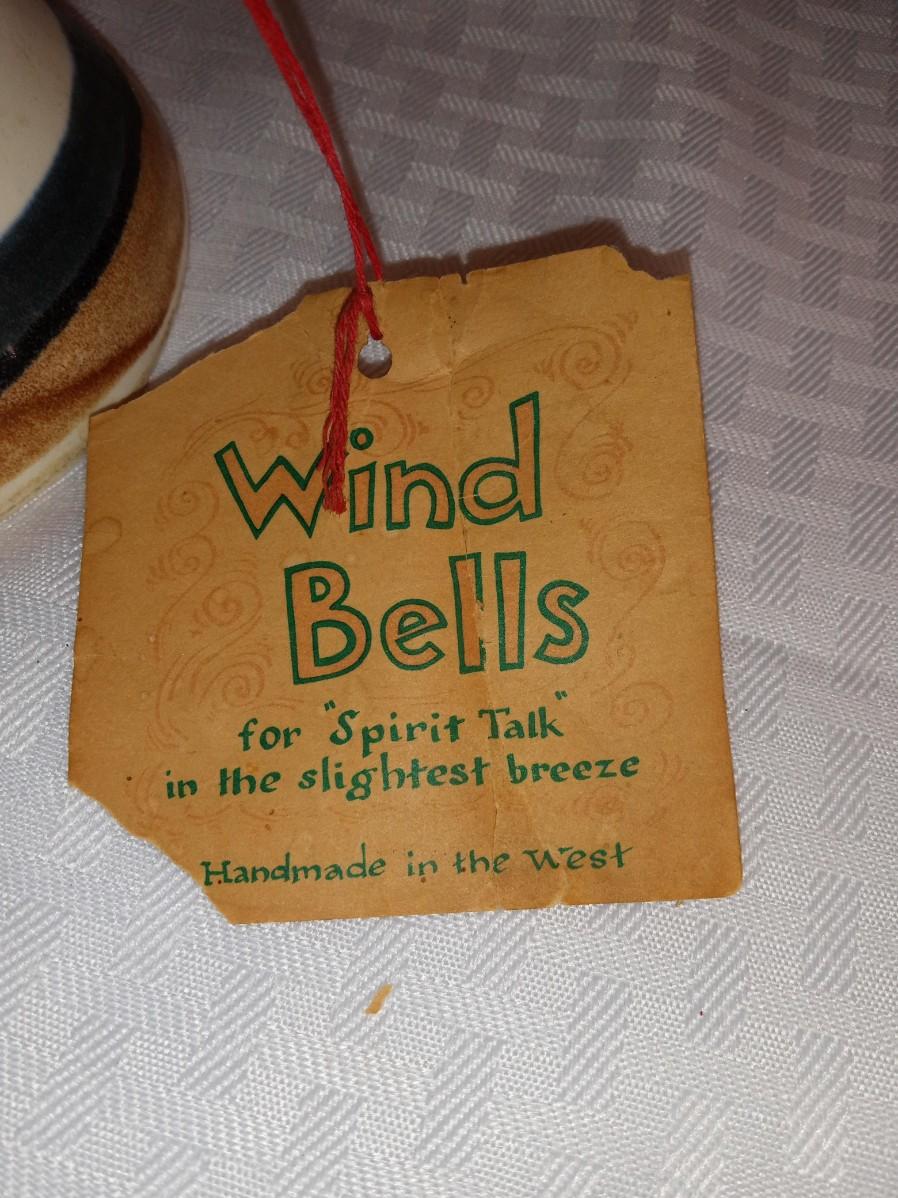 Wind
Bells
for "Spirit Talk"
in the slightest breeze
Handmade in the West